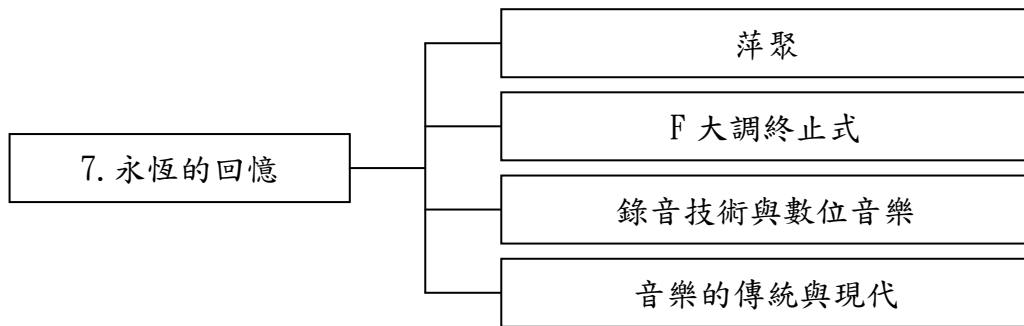 7.永恆的回憶
萍聚
F 大調終止式
錄音技術與數位音樂
音樂的傳統與現代